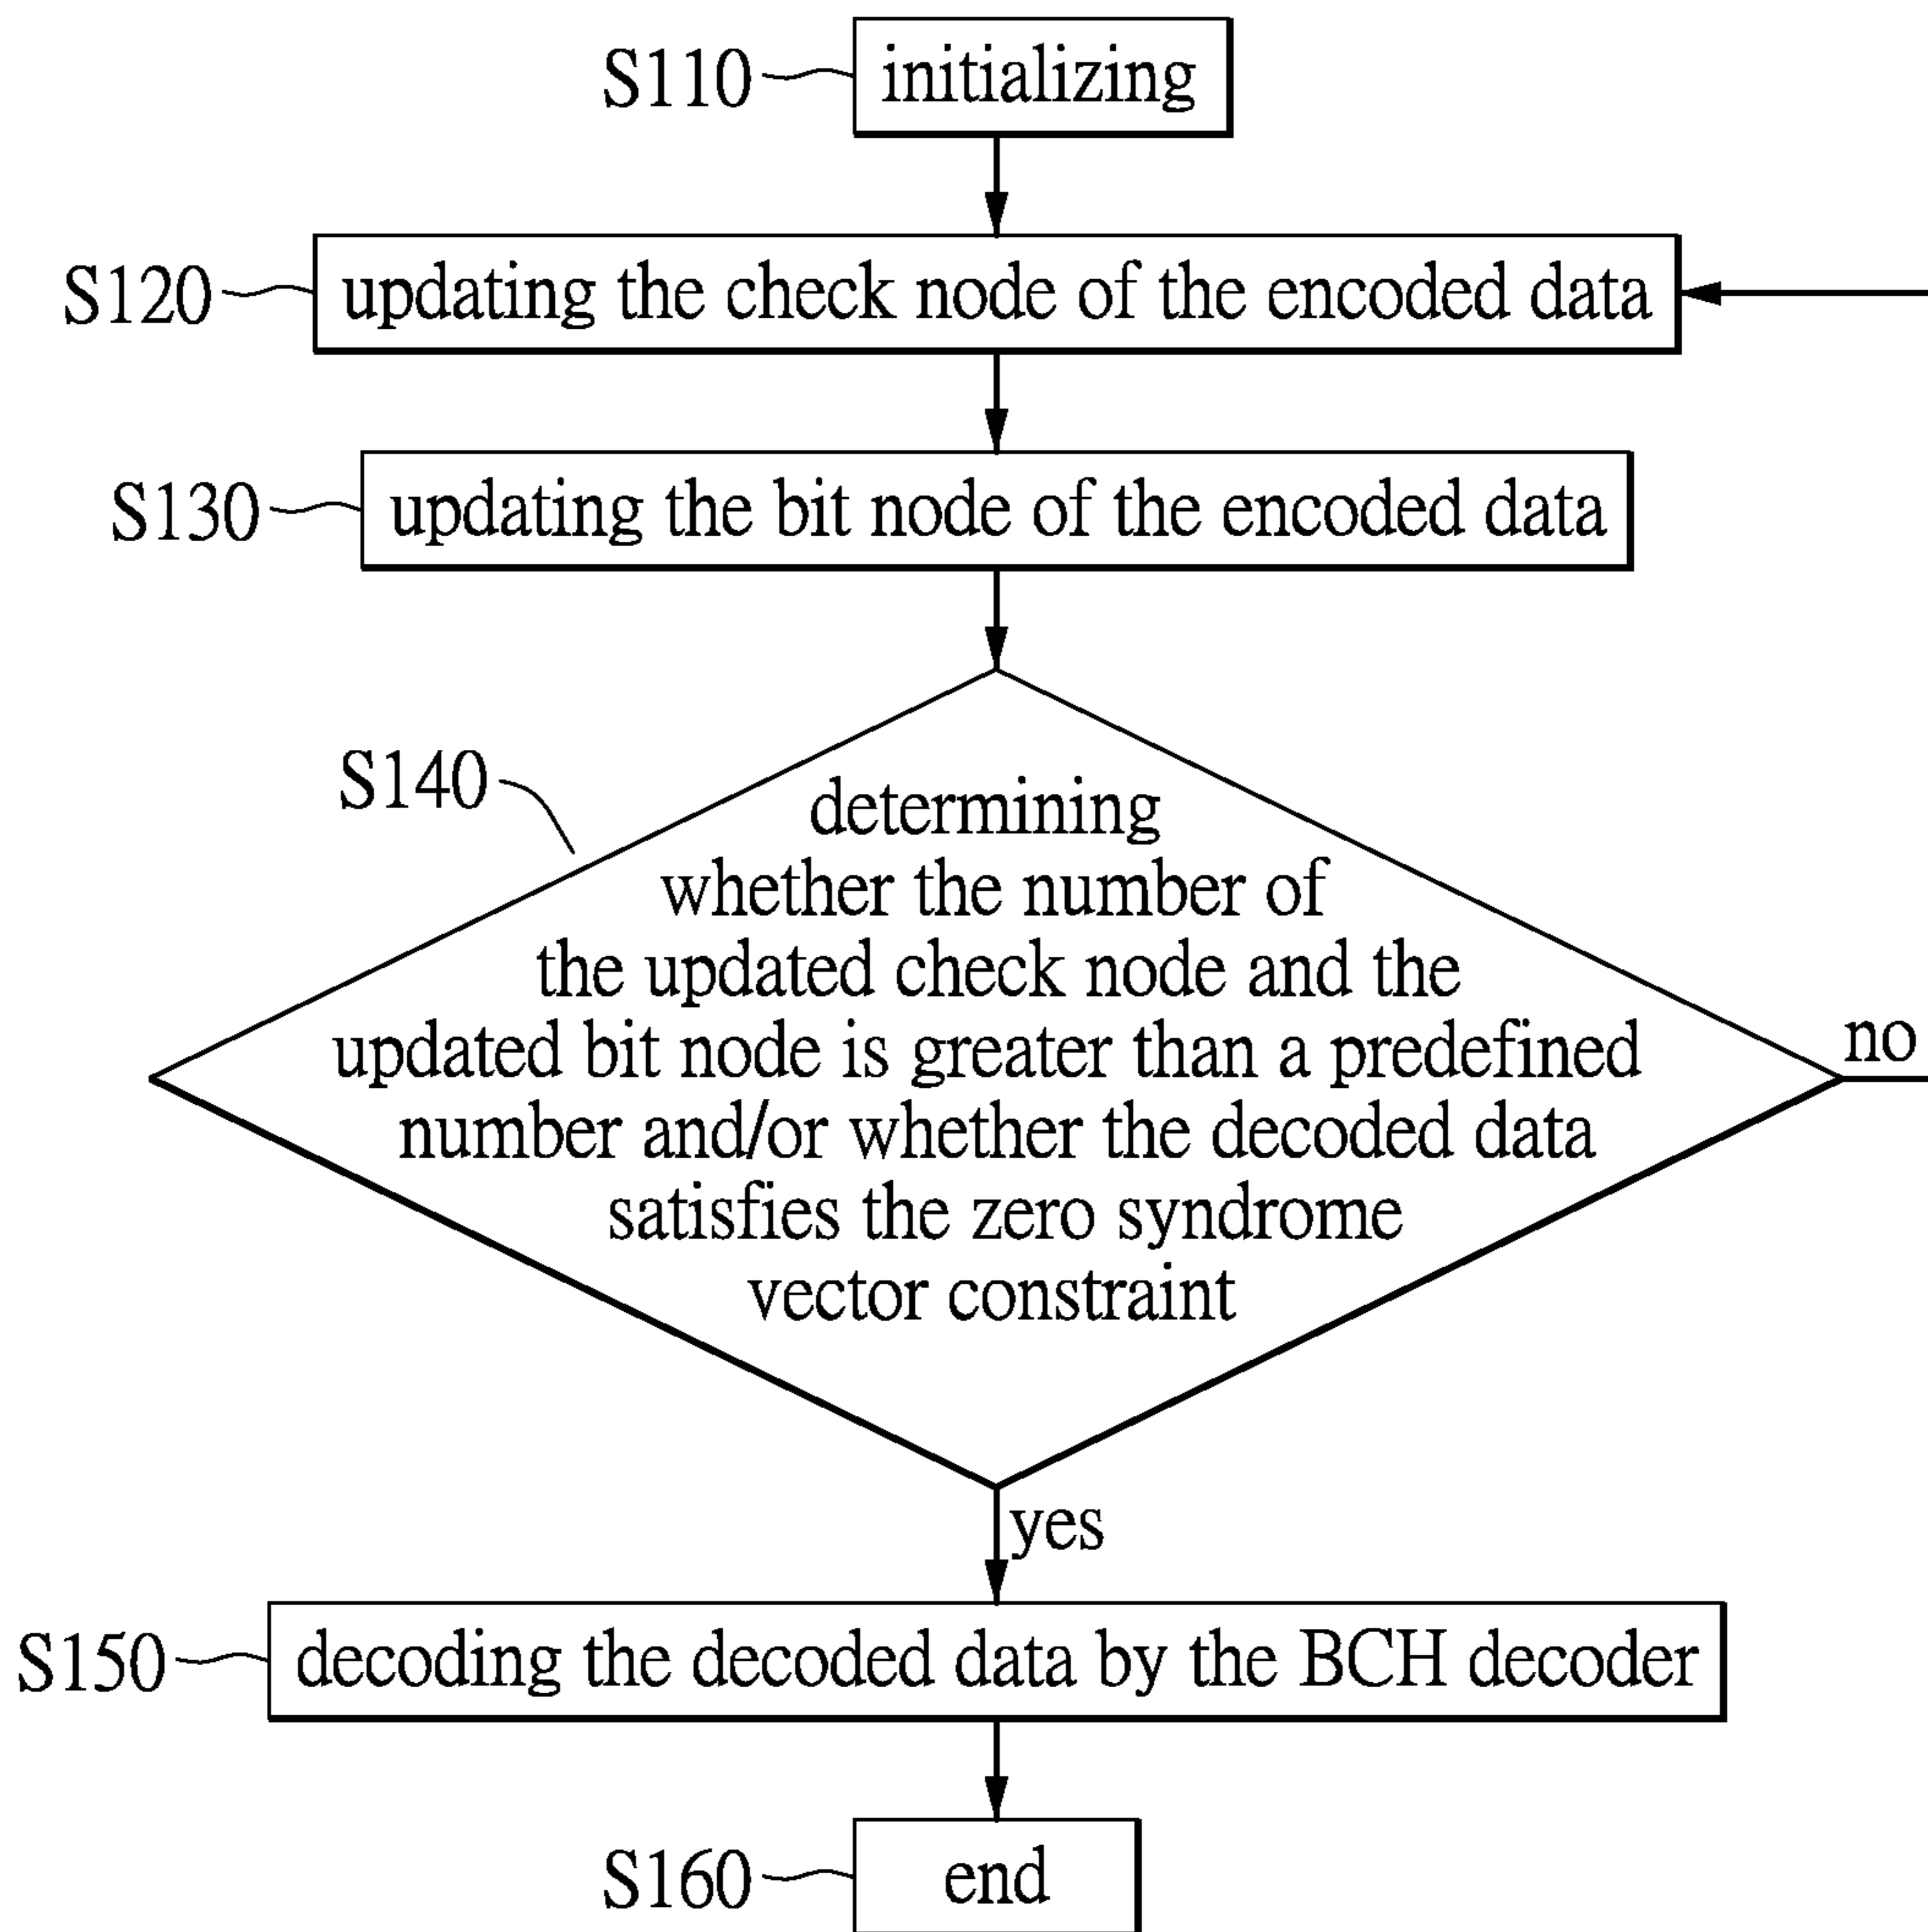 S110 initializing
S120 updating the check node of the encoded data
S130 updating the bit node of the encoded data
S140
determining
whether the number of
the updated check node and the
updated bit node is greater than a predefined
number and/or whether the decoded data
satisfies the zero syndrome
vector constraint
no
yes
S150 decoding the decoded data by the BCH decoder
S160 end